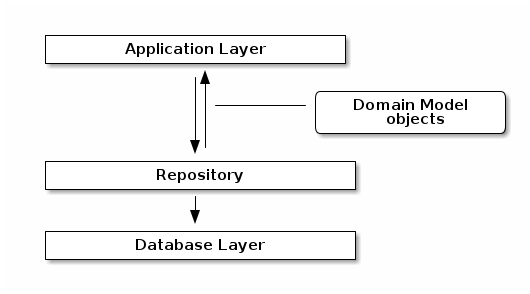 Application Layer
Domain Model
objects
Repository
Database Layer